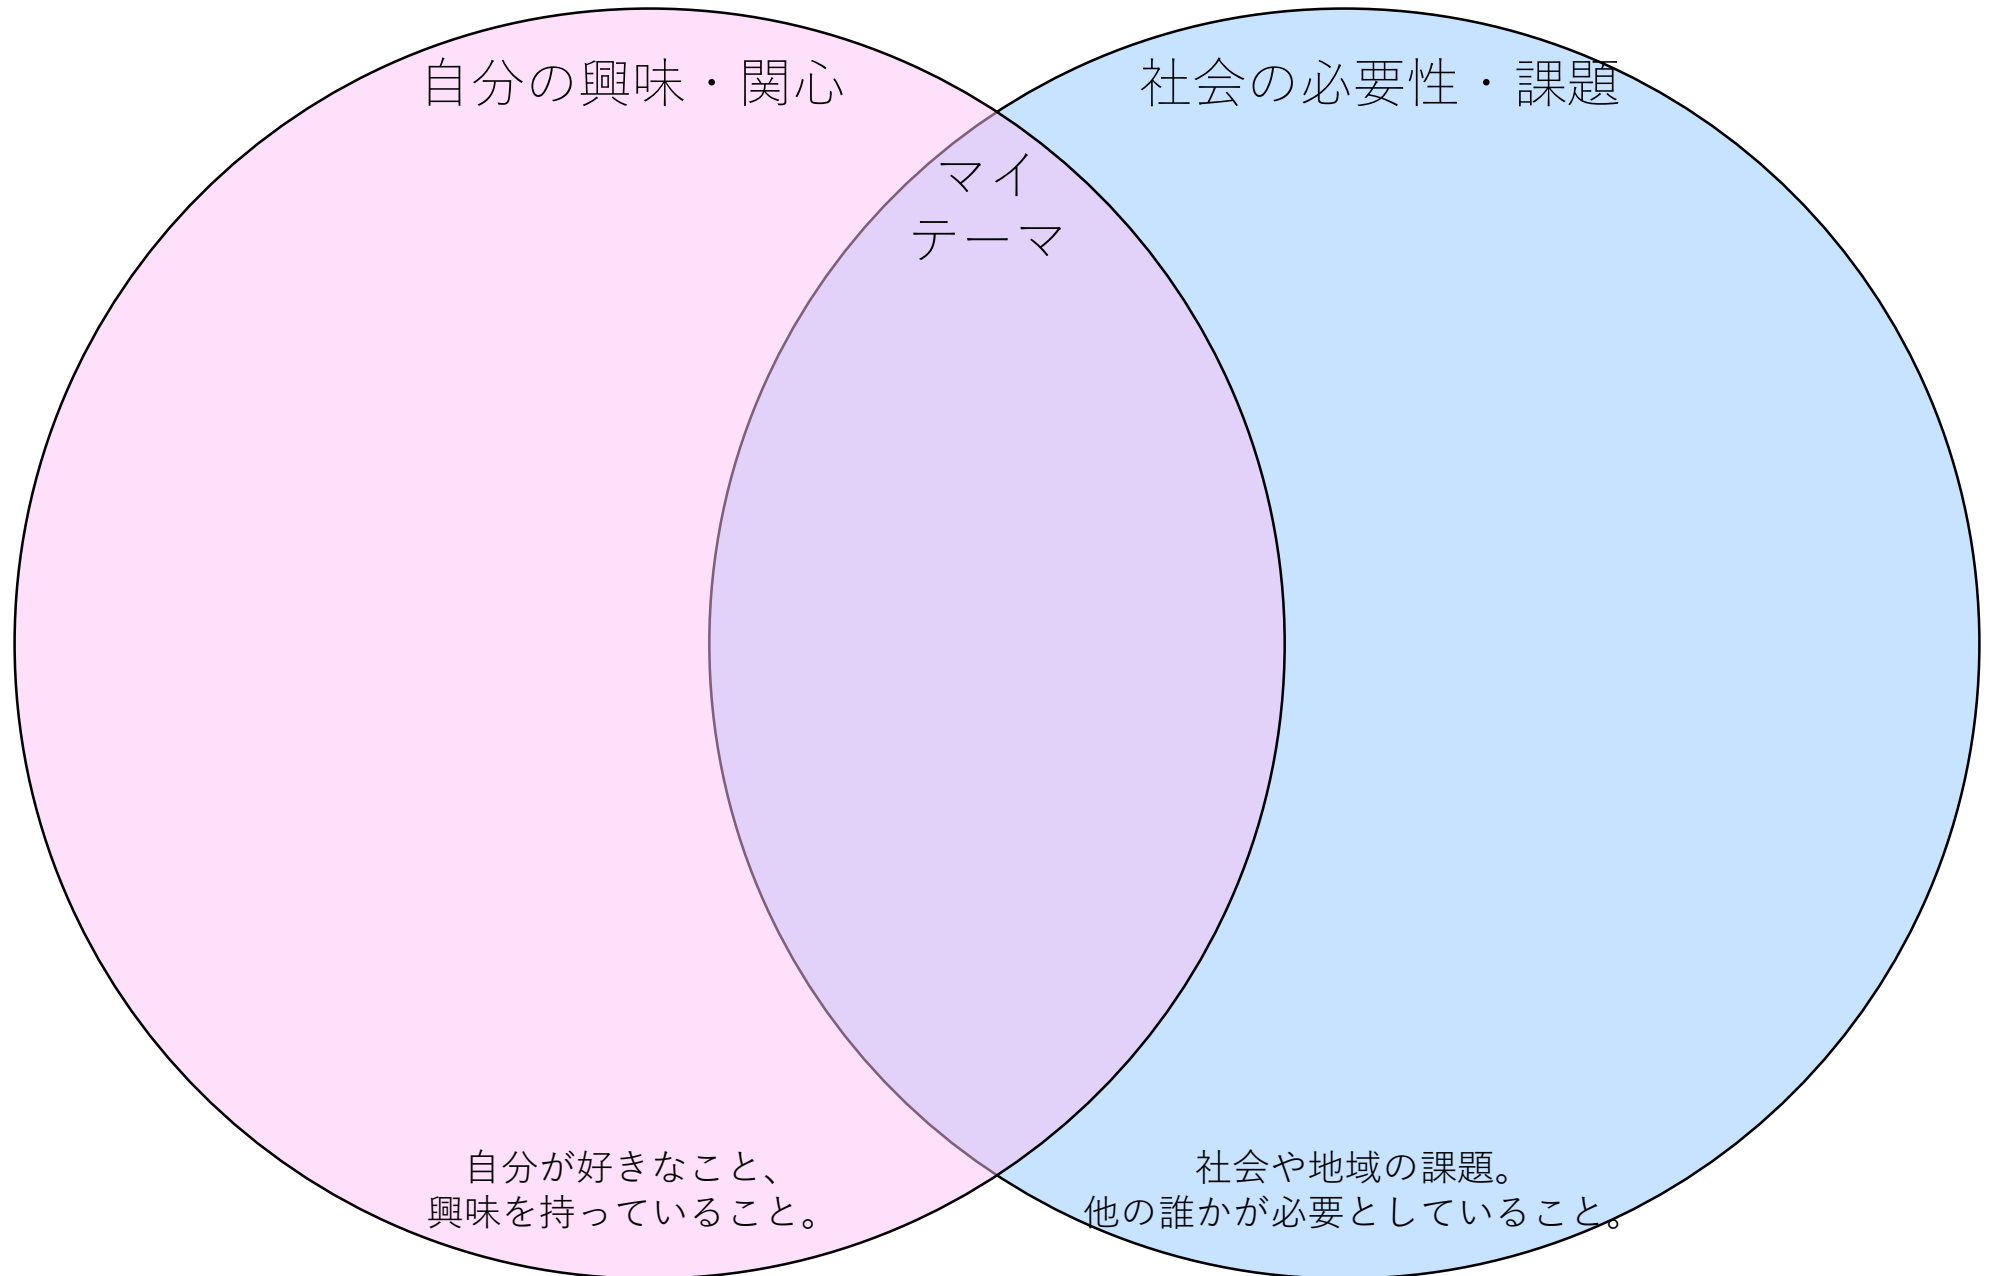 自分の興味・関心
社会の必要性・課題
マイ
テーマ
自分が好きなこと、
興味を持っていること。
社会や地域の課題。
他の誰かが必要としていること。